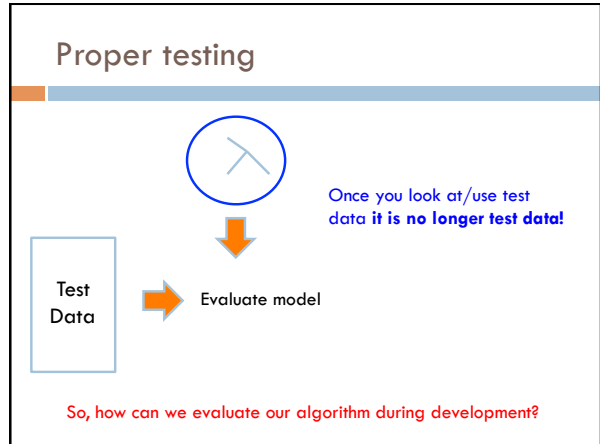 Proper testing
Once you look at/use test
data it is no longer test data!
Test
Data
Evaluate model
So, how can we evaluate our algorithm during development?